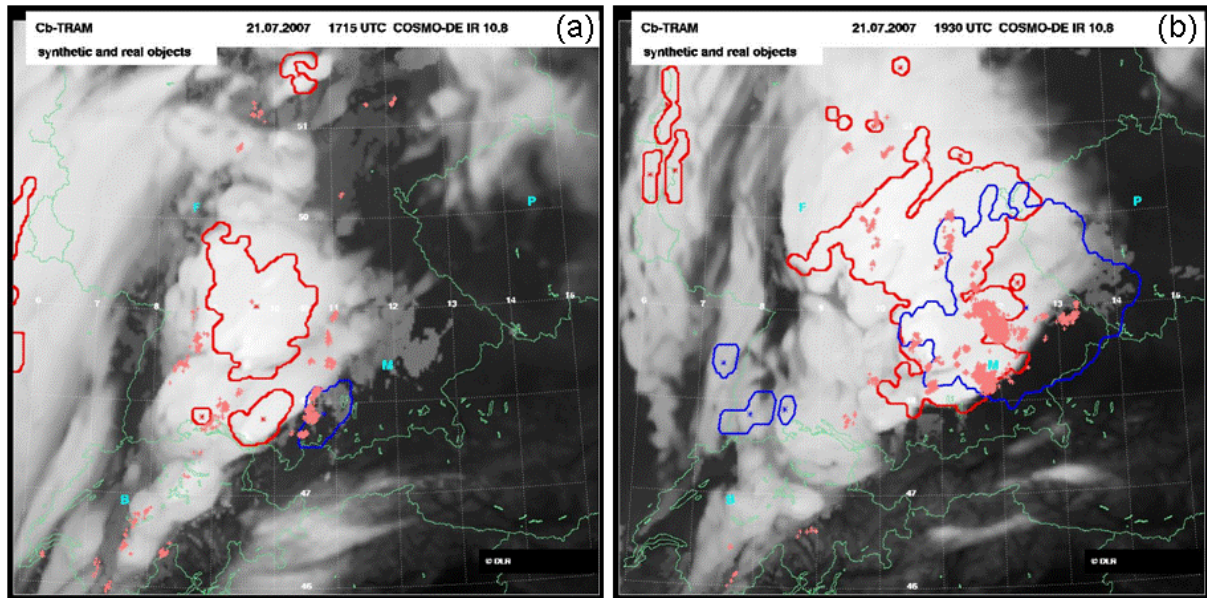 Cb-TRAM 21.07.2007 1715 UTC COSMO-DE IR 10.8 (a)
synthetic and real objects
51
F
50
P
6 7 8 10 11 12 13 14 15
M
B
47
46
© DLR
Cb-TRAM 21.07.2007 1930 UTC COSMO-DE IR 10.8 (b)
synthetic and real objects
F
P
6 7 8 13 14 15
M
B
47
46
© DLR